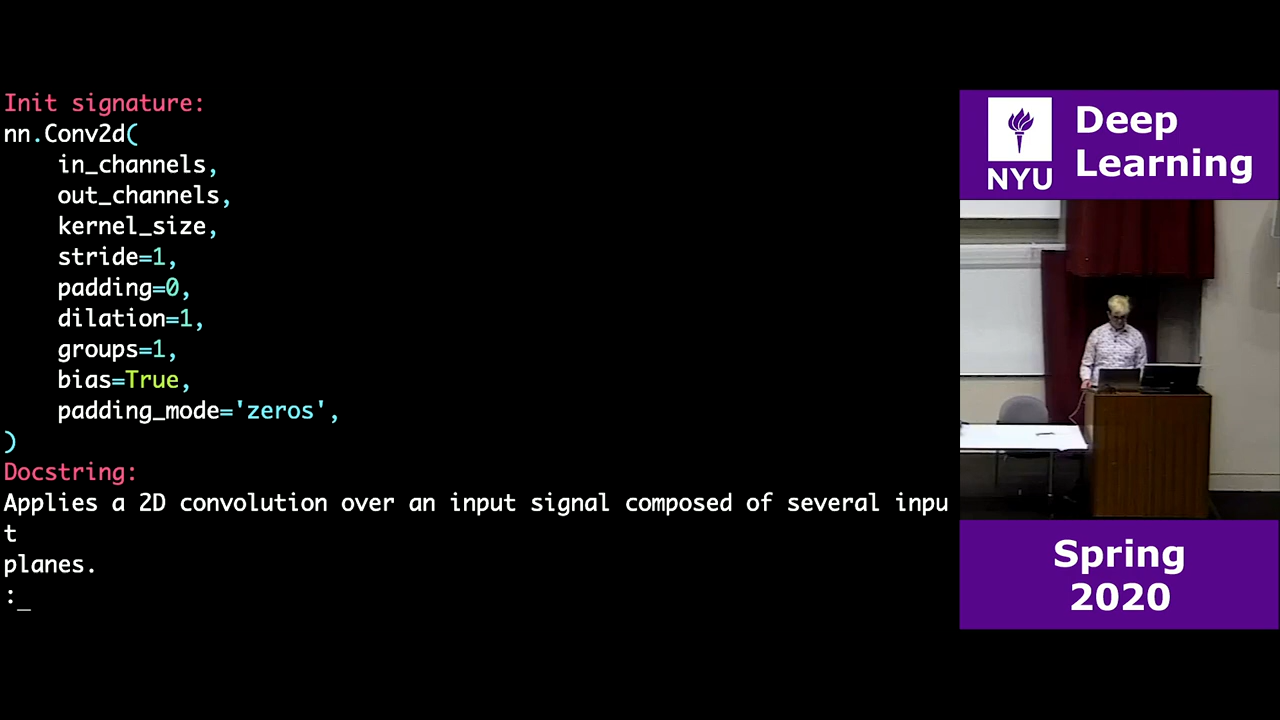 Init signature:
nn.Conv2d(
    in_channels,
    out_channels,
    kernel_size,
    stride=1,
    padding=0,
    dilation=1,
    groups=1,
    bias=True,
    padding_mode='zeros',
)
Docstring:
Applies a 2D convolution over an input signal composed of several inpu
t
planes.
:_
NYU
Deep
Learning
Spring
2020